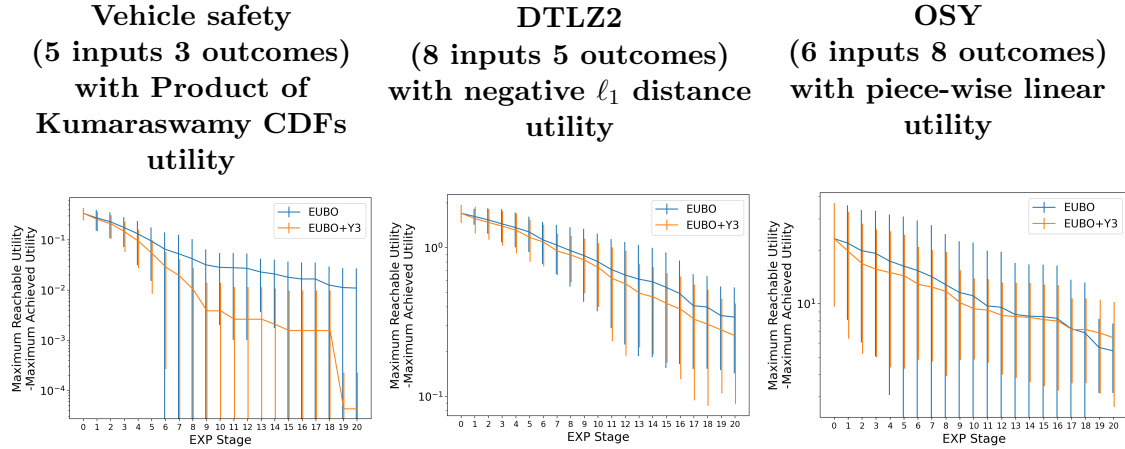 Vehicle safety
(5 inputs 3 outcomes)
with Product of
Kumaraswamy CDFs
utility
Maximum Reachable Utility
-Maximum Achieved Utility
10⁻¹
10⁻²
10⁻³
10⁻⁴
EUBO
EUBO+Y3
0 1 2 3 4 5 6 7 8 9 10 11 12 13 14 15 16 17 18 19 20
EXP Stage
DTLZ2
(8 inputs 5 outcomes)
with negative ℓ₁ distance
utility
Maximum Reachable Utility
-Maximum Achieved Utility
10⁰
10⁻¹
EUBO
EUBO+Y3
0 1 2 3 4 5 6 7 8 9 10 11 12 13 14 15 16 17 18 19 20
EXP Stage
OSY
(6 inputs 8 outcomes)
with piece-wise linear
utility
Maximum Reachable Utility
-Maximum Achieved Utility
10¹
EUBO
EUBO+Y3
0 1 2 3 4 5 6 7 8 9 10 11 12 13 14 15 16 17 18 19 20
EXP Stage